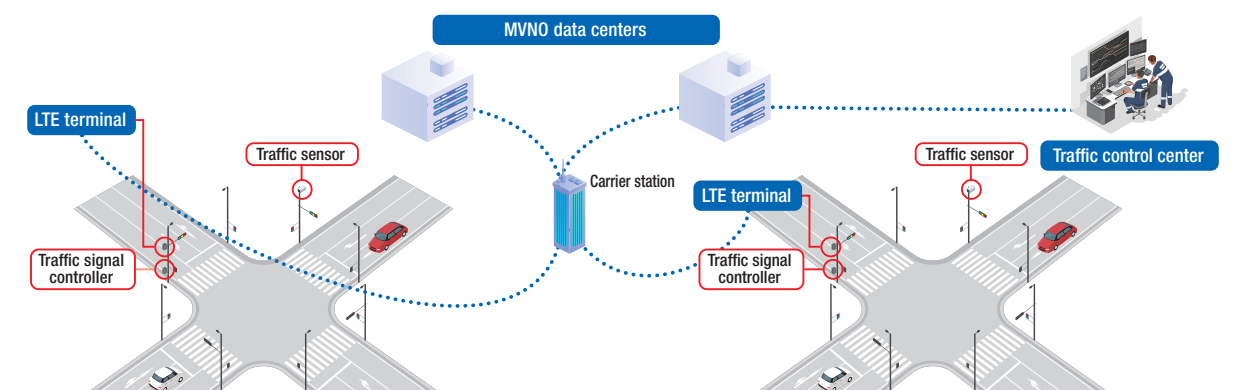 MVNO data centers
LTE terminal
Traffic sensor
Traffic signal
controller
Carrier station
LTE terminal
Traffic sensor
Traffic control center
Traffic signal
controller